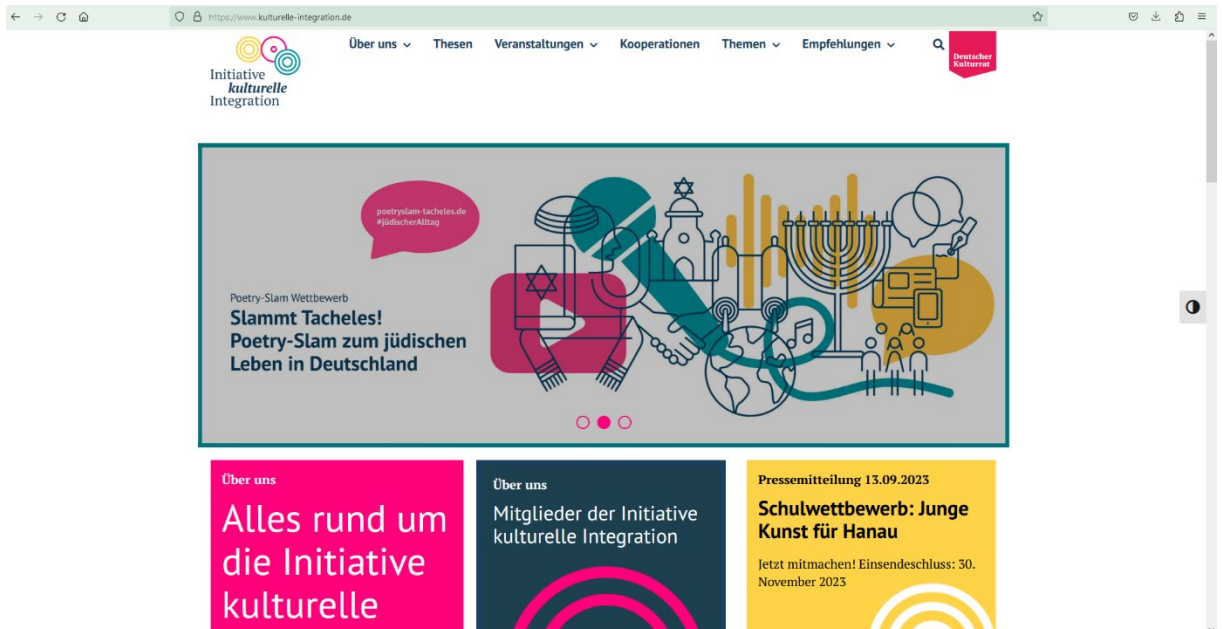 https://www.kulturelle-integration.de
Über uns Thesen Veranstaltungen Kooperationen Themen Empfehlungen
Deutscher
Kulturrat
Initiative
kulturelle
Integration
poetryslam-tacheles.de
#jüdischerAlltag
Poetry-Slam Wettbewerb
Slammt Tacheles!
Poetry-Slam zum jüdischen
Leben in Deutschland
Über uns
Alles rund um
die Initiative
kulturelle
Über uns
Mitglieder der Initiative
kulturelle Integration
Pressemitteilung 13.09.2023
Schulwettbewerb: Junge
Kunst für Hanau
Jetzt mitmachen! Einsendeschluss: 30.
November 2023